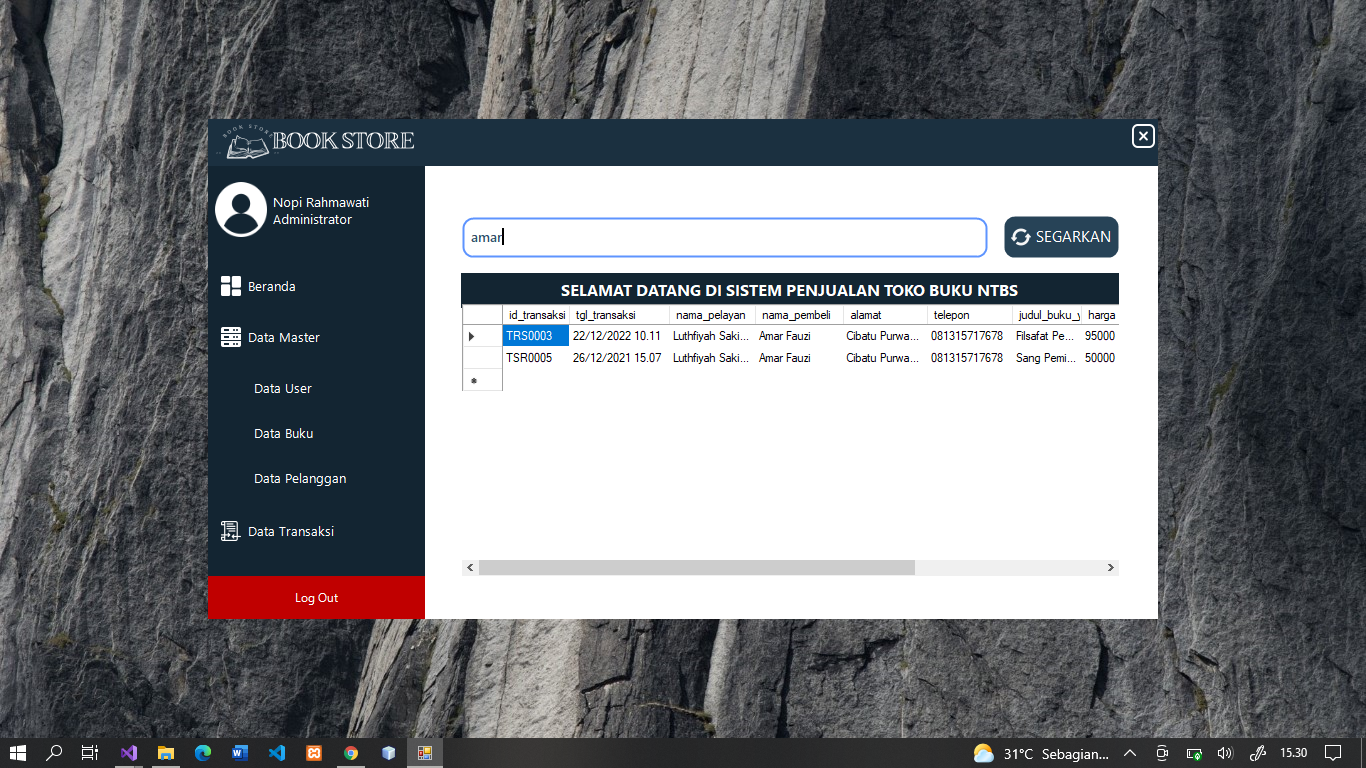 BOOK STORE
BOOK STORE
Nopi Rahmawati
Administrator
Beranda
Data Master
Data User
Data Buku
Data Pelanggan
Data Transaksi
Log Out
amar
SEGARKAN
SELAMAT DATANG DI SISTEM PENJUALAN TOKO BUKU NTBS
id_transaksi tgl_transaksi nama_pelayan nama_pembeli alamat telepon judul_buku_y harga
TRS0003 22/12/2022 10.11 Luthfiyah Saki... Amar Fauzi Cibatu Purwa... 081315717678 Filsafat Pe... 95000
TSR0005 26/12/2021 15.07 Luthfiyah Saki... Amar Fauzi Cibatu Purwa... 081315717678 Sang Pemi... 50000
31°C Sebagian... 15.30